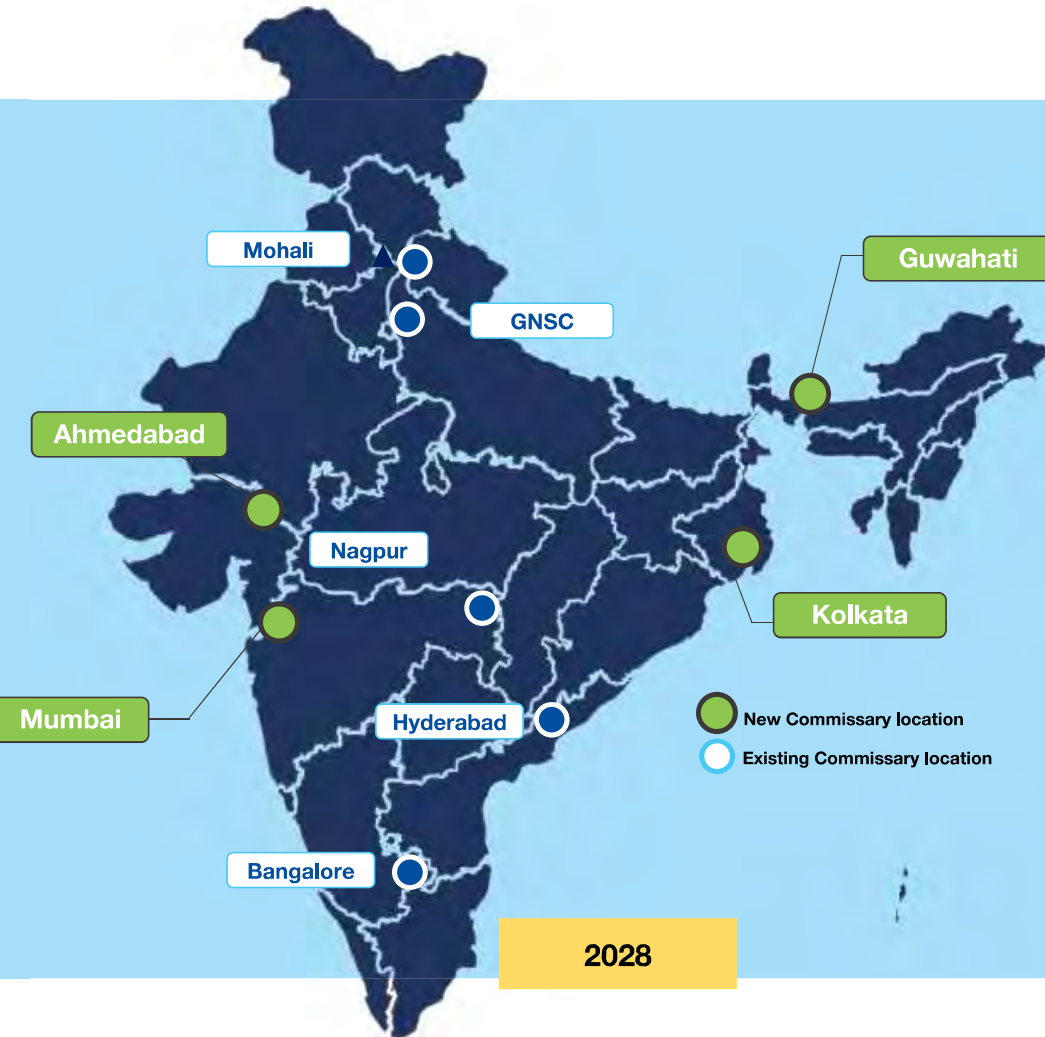 Mohali
Guwahati
GNSC
Ahmedabad
Nagpur
Kolkata
Mumbai
Hyderabad
New Commissary location
Existing Commissary location
Bangalore
2028